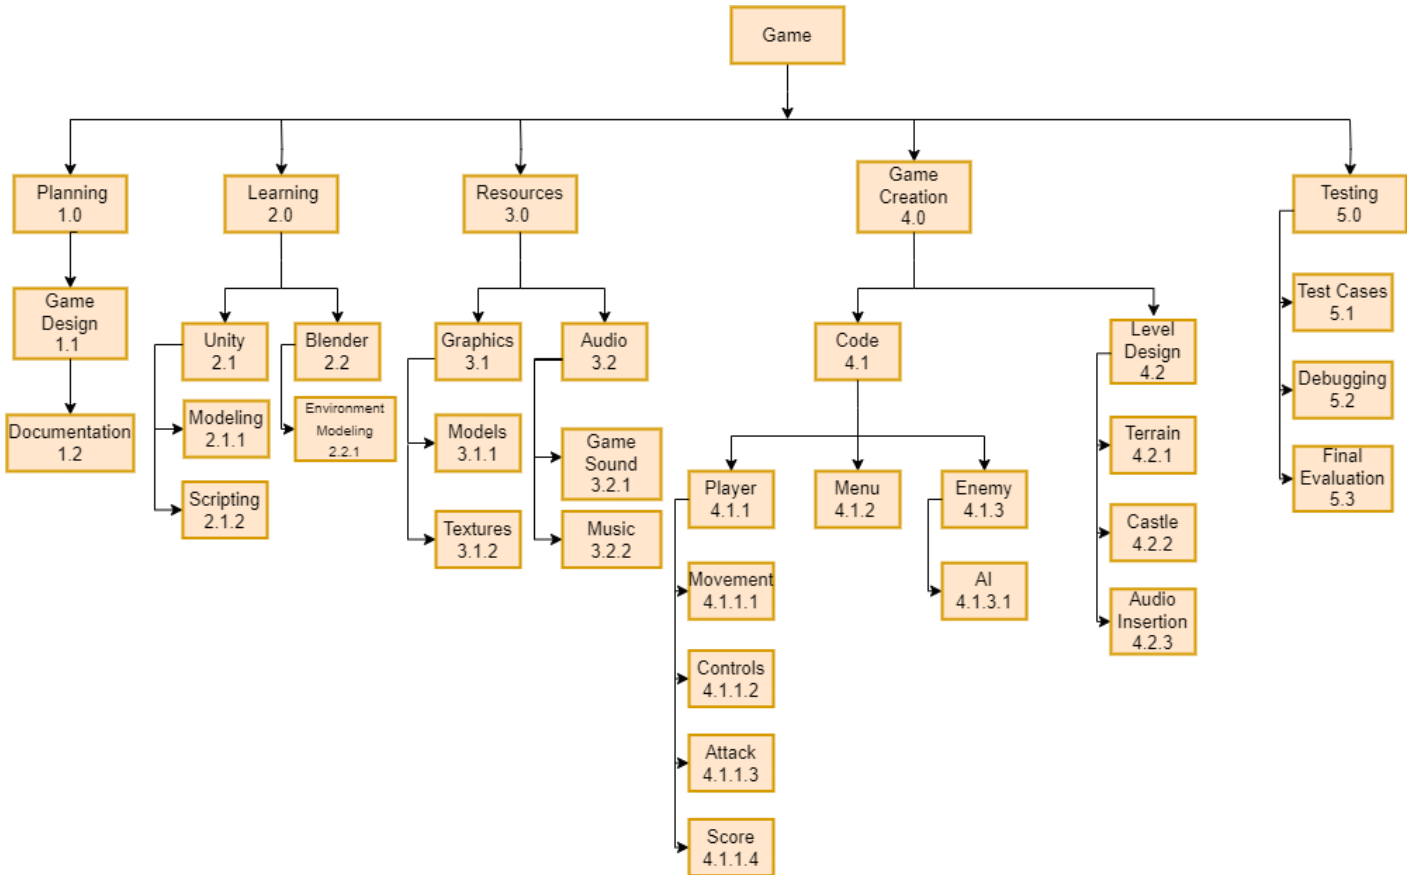 Game
Planning
1.0
Learning
2.0
Resources
3.0
Game
Creation
4.0
Testing
5.0
Game
Design
1.1
Documentation
1.2
Unity
2.1
Modeling
2.1.1
Scripting
2.1.2
Blender
2.2
Environment
Modeling
2.2.1
Graphics
3.1
Models
3.1.1
Textures
3.1.2
Audio
3.2
Game
Sound
3.2.1
Music
3.2.2
Code
4.1
Player
4.1.1
Movement
4.1.1.1
Controls
4.1.1.2
Attack
4.1.1.3
Score
4.1.1.4
Menu
4.1.2
Enemy
4.1.3
AI
4.1.3.1
Level
Design
4.2
Terrain
4.2.1
Castle
4.2.2
Audio
Insertion
4.2.3
Test Cases
5.1
Debugging
5.2
Final
Evaluation
5.3